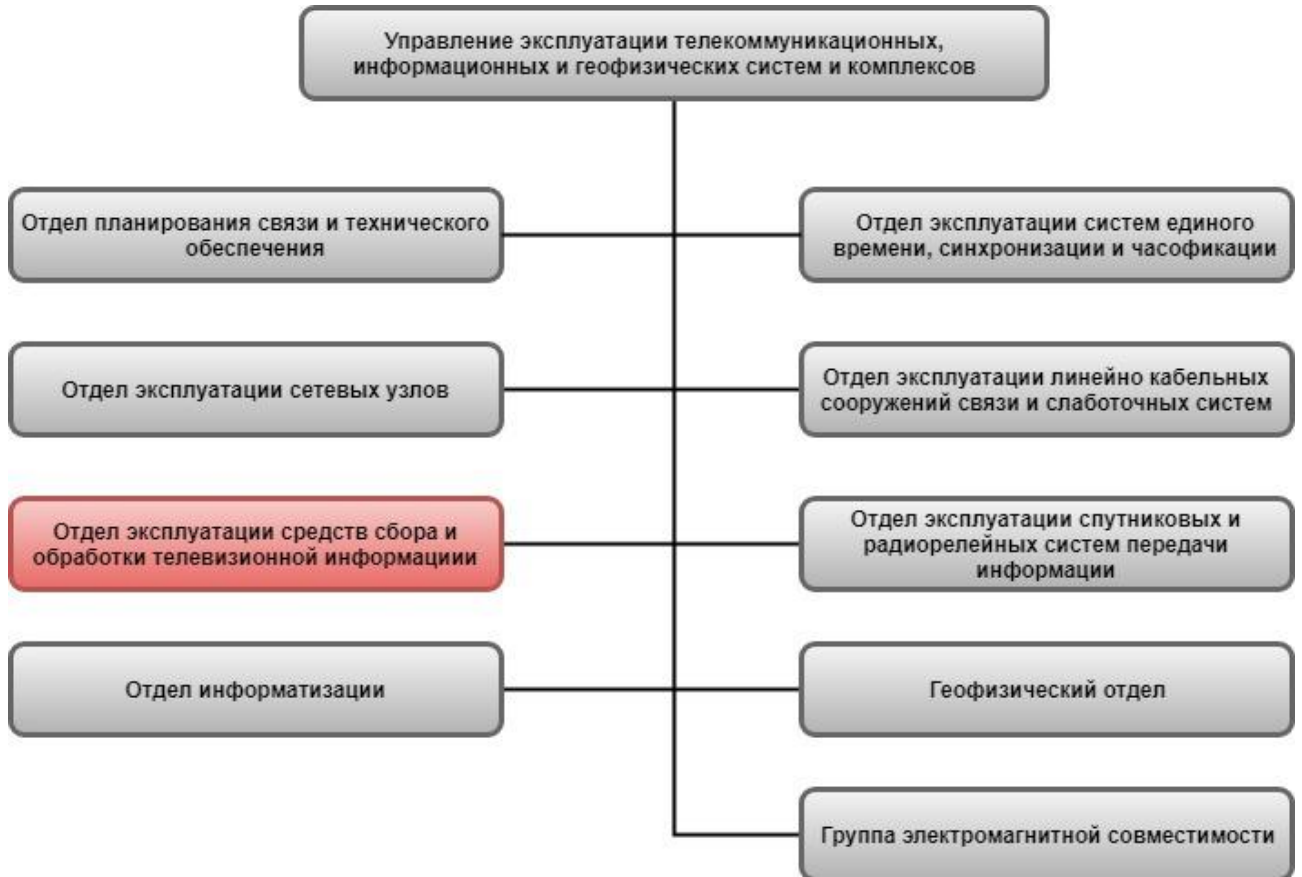 Управление эксплуатации телекоммуникационных,
информационных и геофизических систем и комплексов
Отдел планирования связи и технического
обеспечения
Отдел эксплуатации систем единого
времени, синхронизации и часофикации
Отдел эксплуатации сетевых узлов
Отдел эксплуатации линейно кабельных
сооружений связи и слаботочных систем
Отдел эксплуатации средств сбора и
обработки телевизионной информациии
Отдел эксплуатации спутниковых и
радиорелейных систем передачи
информации
Отдел информатизации
Геофизический отдел
Группа электромагнитной совместимости